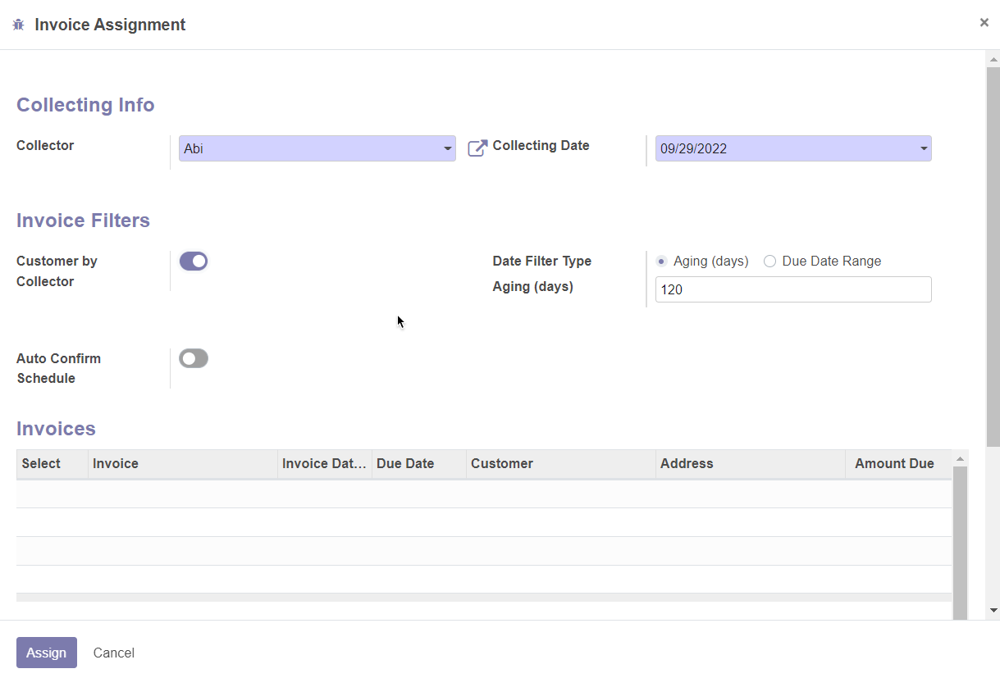 Invoice Assignment
×
Collecting Info
Collector
Abi
Collecting Date
09/29/2022
Invoice Filters
Customer by
Collector
Date Filter Type
Aging (days)
Due Date Range
Aging (days)
120
Auto Confirm
Schedule
Invoices
Select
Invoice
Invoice Dat...
Due Date
Customer
Address
Amount Due
Assign
Cancel